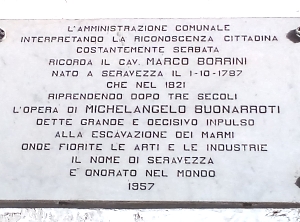 L'AMMINISTRAZIONE COMUNALE
INTERPRETANDO LA RICONOSCENZA CITTADINA
COSTANTEMENTE SERBATA
RICORDA IL CAV. MARCO BORRINI
NATO A SERAVEZZA IL 1-10-1787
CHE NEL 1821
RIPRENDENDO DOPO TRE SECOLI
L'OPERA DI MICHELANGELO BUONARROTI
DETTE GRANDE E DECISIVO IMPULSO
ALLA ESCAVAZIONE DEI MARMI
ONDE FIORITE LE ARTI E LE INDUSTRIE
IL NOME DI SERAVEZZA
E' ONORATO NEL MONDO
1957